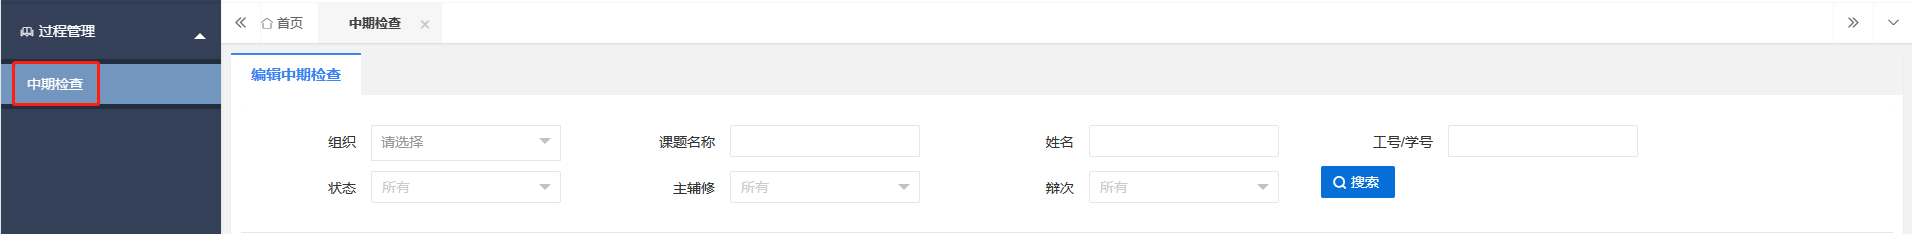 过程管理
中期检查
首页
中期检查
编辑中期检查
组织 请选择 课题名称 姓名 工号/学号
状态 所有 主辅修 所有 辩次 所有 搜索